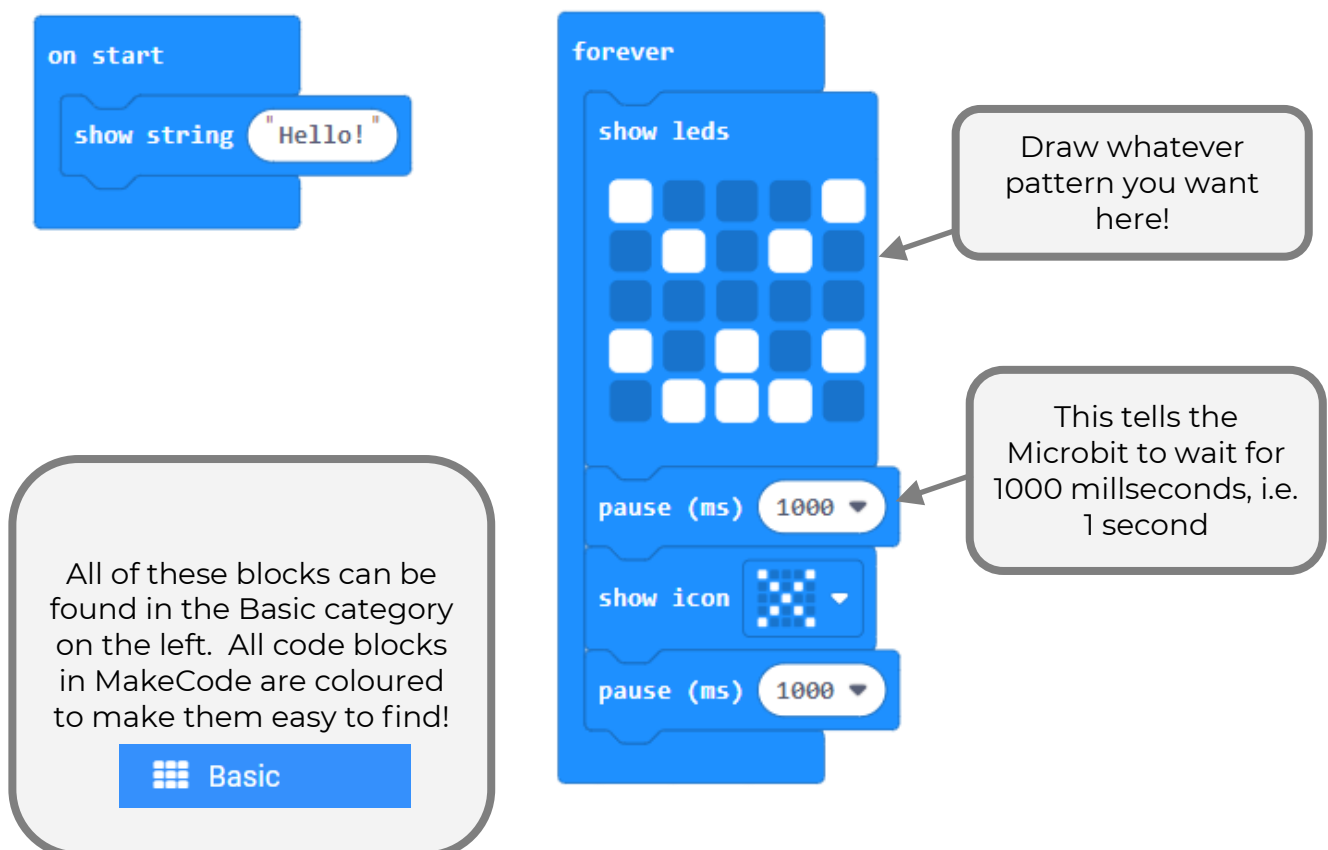 on start
show string "Hello!"
forever
show leds
Draw whatever
pattern you want
here!
This tells the
Microbit to wait for
1000 millseconds, i.e.
1 second
pause (ms) 1000
show icon
pause (ms) 1000
All of these blocks can be
found in the Basic category
on the left. All code blocks
in MakeCode are coloured
to make them easy to find!
Basic